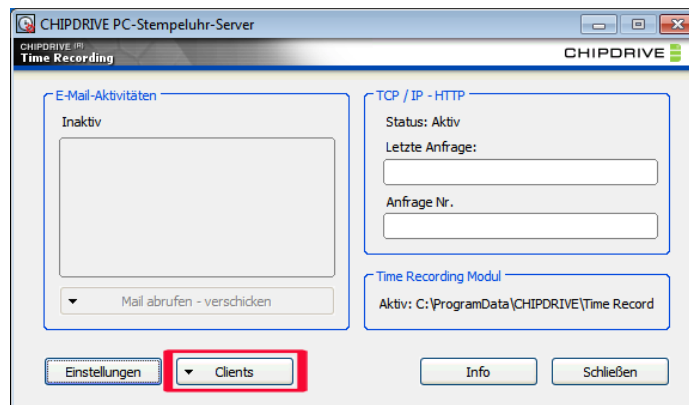 CHIPDRIVE PC-Stempeluhr-Server
CHIPDRIVE (R)
Time Recording
CHIPDRIVE
E-Mail-Aktivitäten
Inaktiv
Mail abrufen - verschicken
TCP / IP - HTTP
Status: Aktiv
Letzte Anfrage:
Anfrage Nr.
Time Recording Modul
Aktiv: C:\ProgramData\CHIPDRIVE\Time Record
Einstellungen
Clients
Info
Schließen